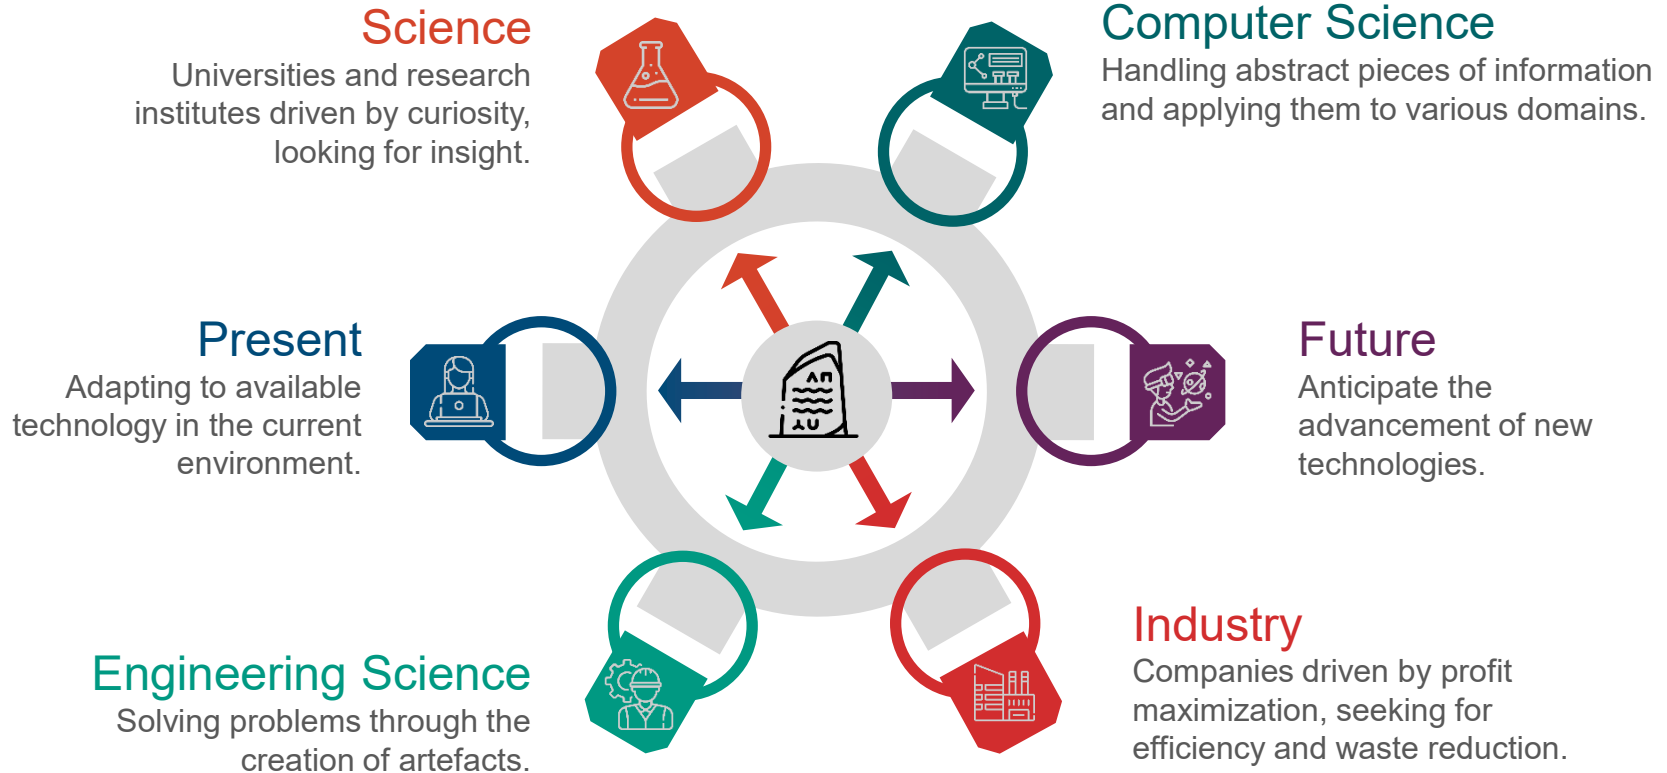 Science
Universities and research
institutes driven by curiosity,
looking for insight.
Computer Science
Handling abstract pieces of information
and applying them to various domains.
Present
Adapting to available
technology in the current
environment.
Future
Anticipate the
advancement of new
technologies.
Engineering Science
Solving problems through the
creation of artefacts.
Industry
Companies driven by profit
maximization, seeking for
efficiency and waste reduction.